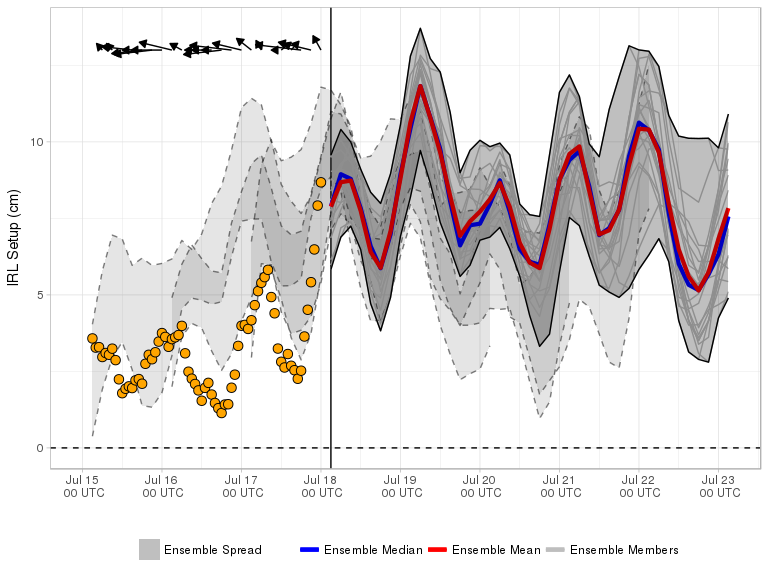 IRL Setup (cm)
10
5
0
Jul 15 Jul 16 Jul 17 Jul 18 Jul 19 Jul 20 Jul 21 Jul 22 Jul 23
00 UTC 00 UTC 00 UTC 00 UTC 00 UTC 00 UTC 00 UTC 00 UTC 00 UTC
Ensemble Spread Ensemble Median Ensemble Mean Ensemble Members